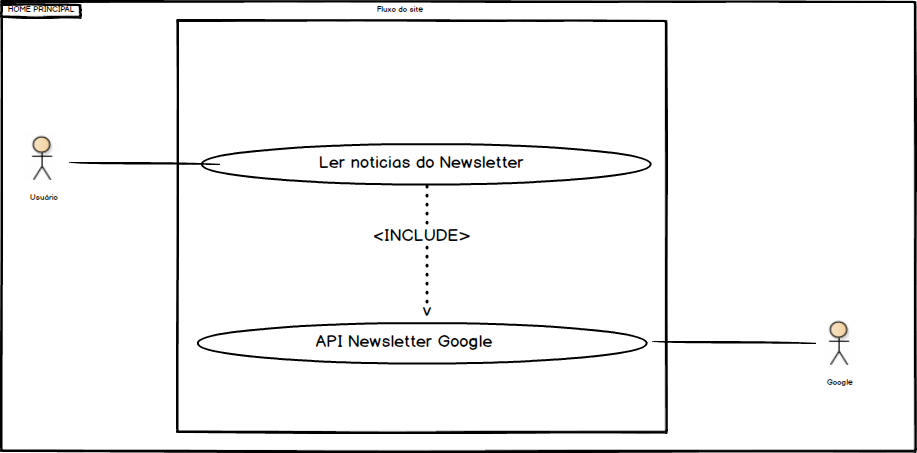 HOME PRINCIPAL
Fluxo do site
Ler noticias do Newsletter
Usuário
<INCLUDE>
API Newsletter Google
Google